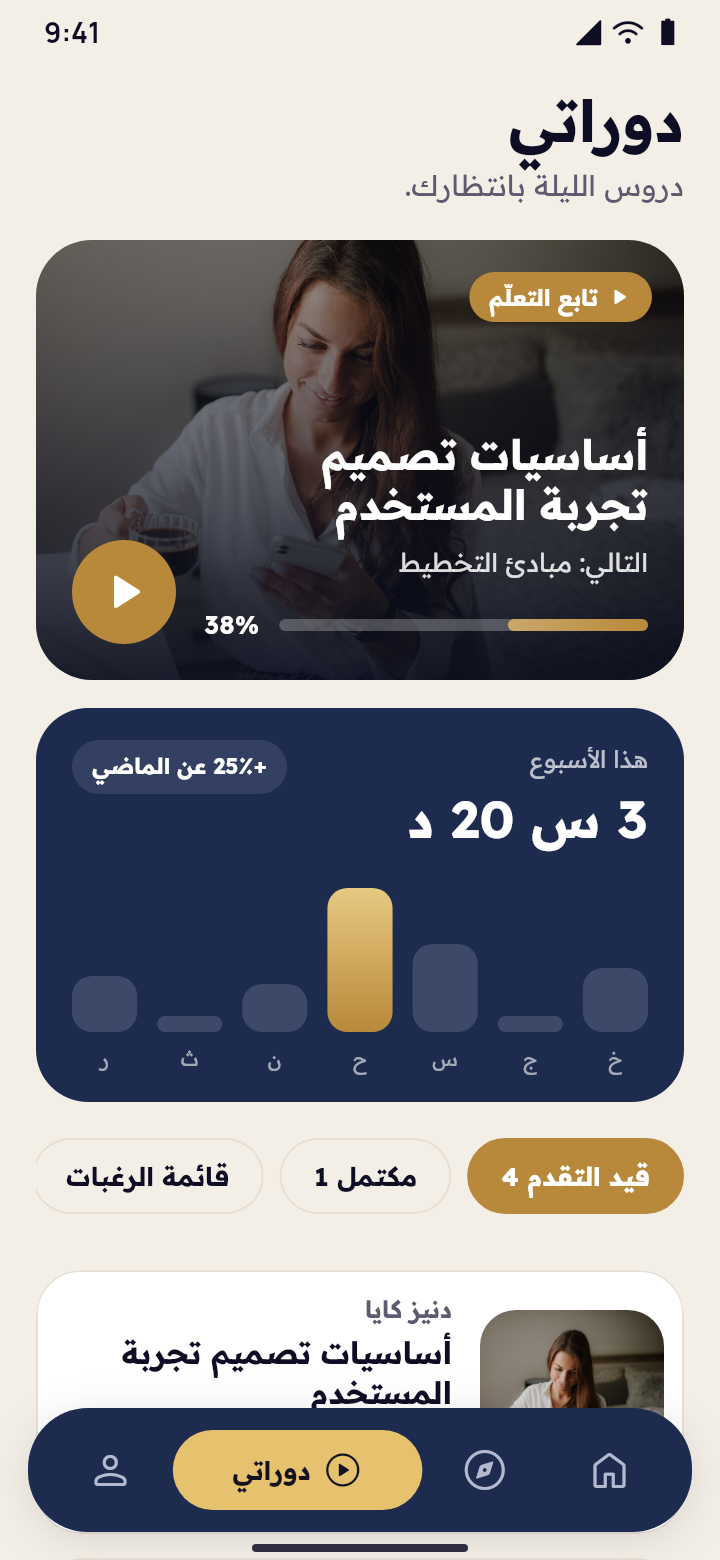 9:41
دوراتي
دروس الليلة بانتظارك.
تابع التعلّم
أساسيات تصميم
تجربة المستخدم
التالي: مبادئ التخطيط
38%
هذا الأسبوع
+25٪ عن الماضي
3 س 20 د
خ ج س ح ن ث ر
قيد التقدم 4
مكتمل 1
قائمة الرغبات
دنيز كايا
أساسيات تصميم تجربة
المستخدم
دوراتي